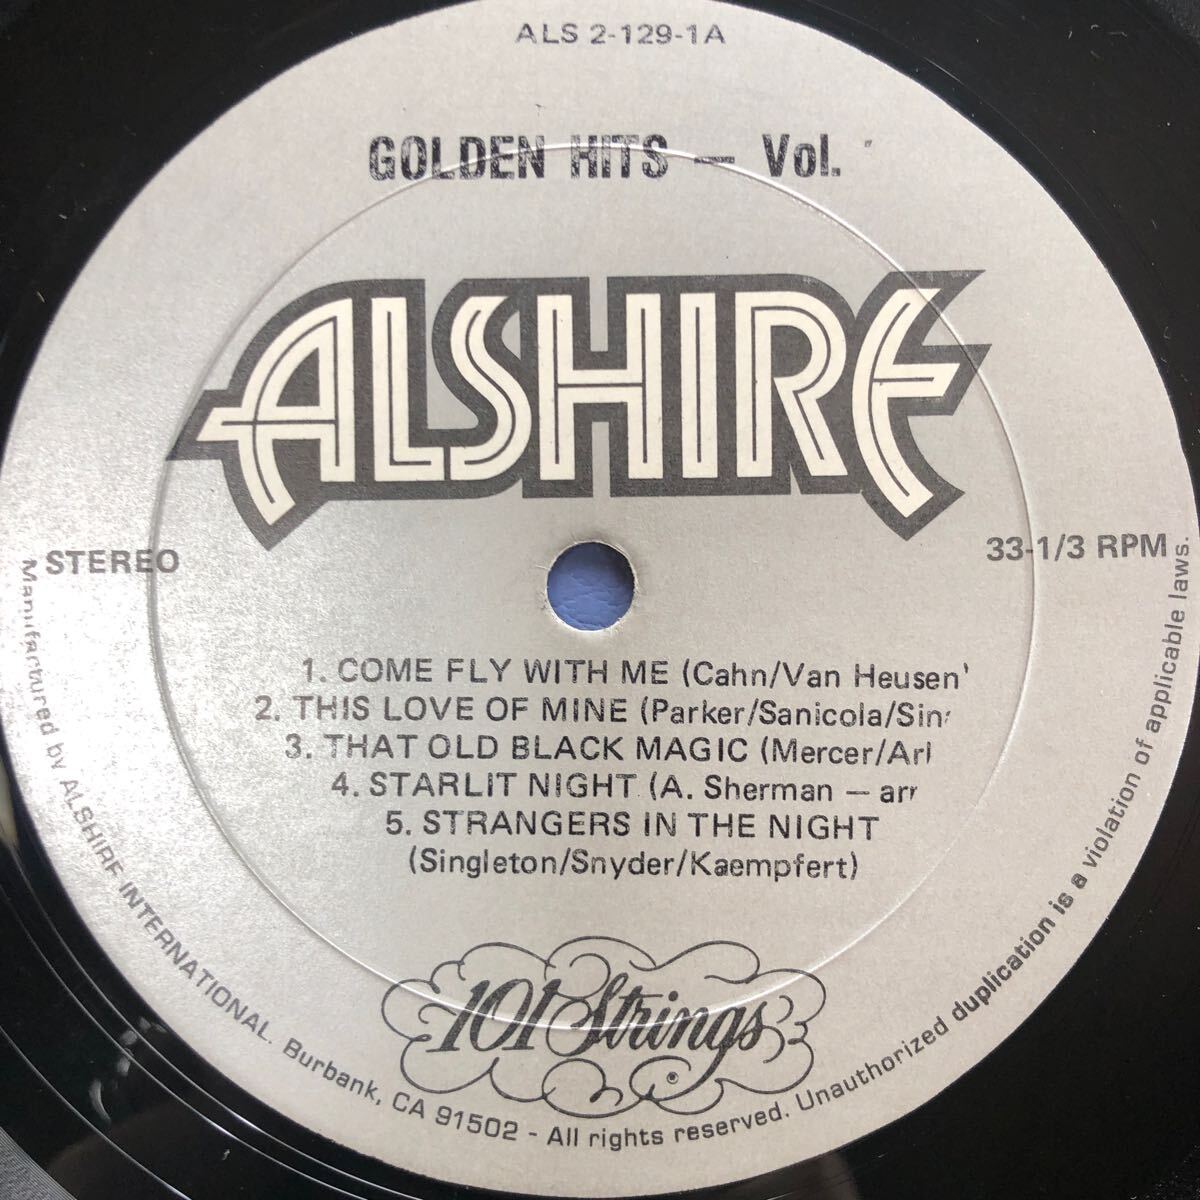 ALS 2-129-1A
GOLDEN HITS — Vol.
ALSHIRE
STEREO
33-1/3 RPM
1. COME FLY WITH ME (Cahn/Van Heusen
2. THIS LOVE OF MINE (Parker/Sanicola/Sin
3. THAT OLD BLACK MAGIC (Mercer/Arl
4. STARLIT NIGHT (A. Sherman — arr
5. STRANGERS IN THE NIGHT
(Singleton/Snyder/Kaempfert)
101 Strings
Manufactured by ALSHIRE INTERNATIONAL. Burbank, CA 91502 - All rights reserved. Unauthorized duplication is a violation of applicable laws.